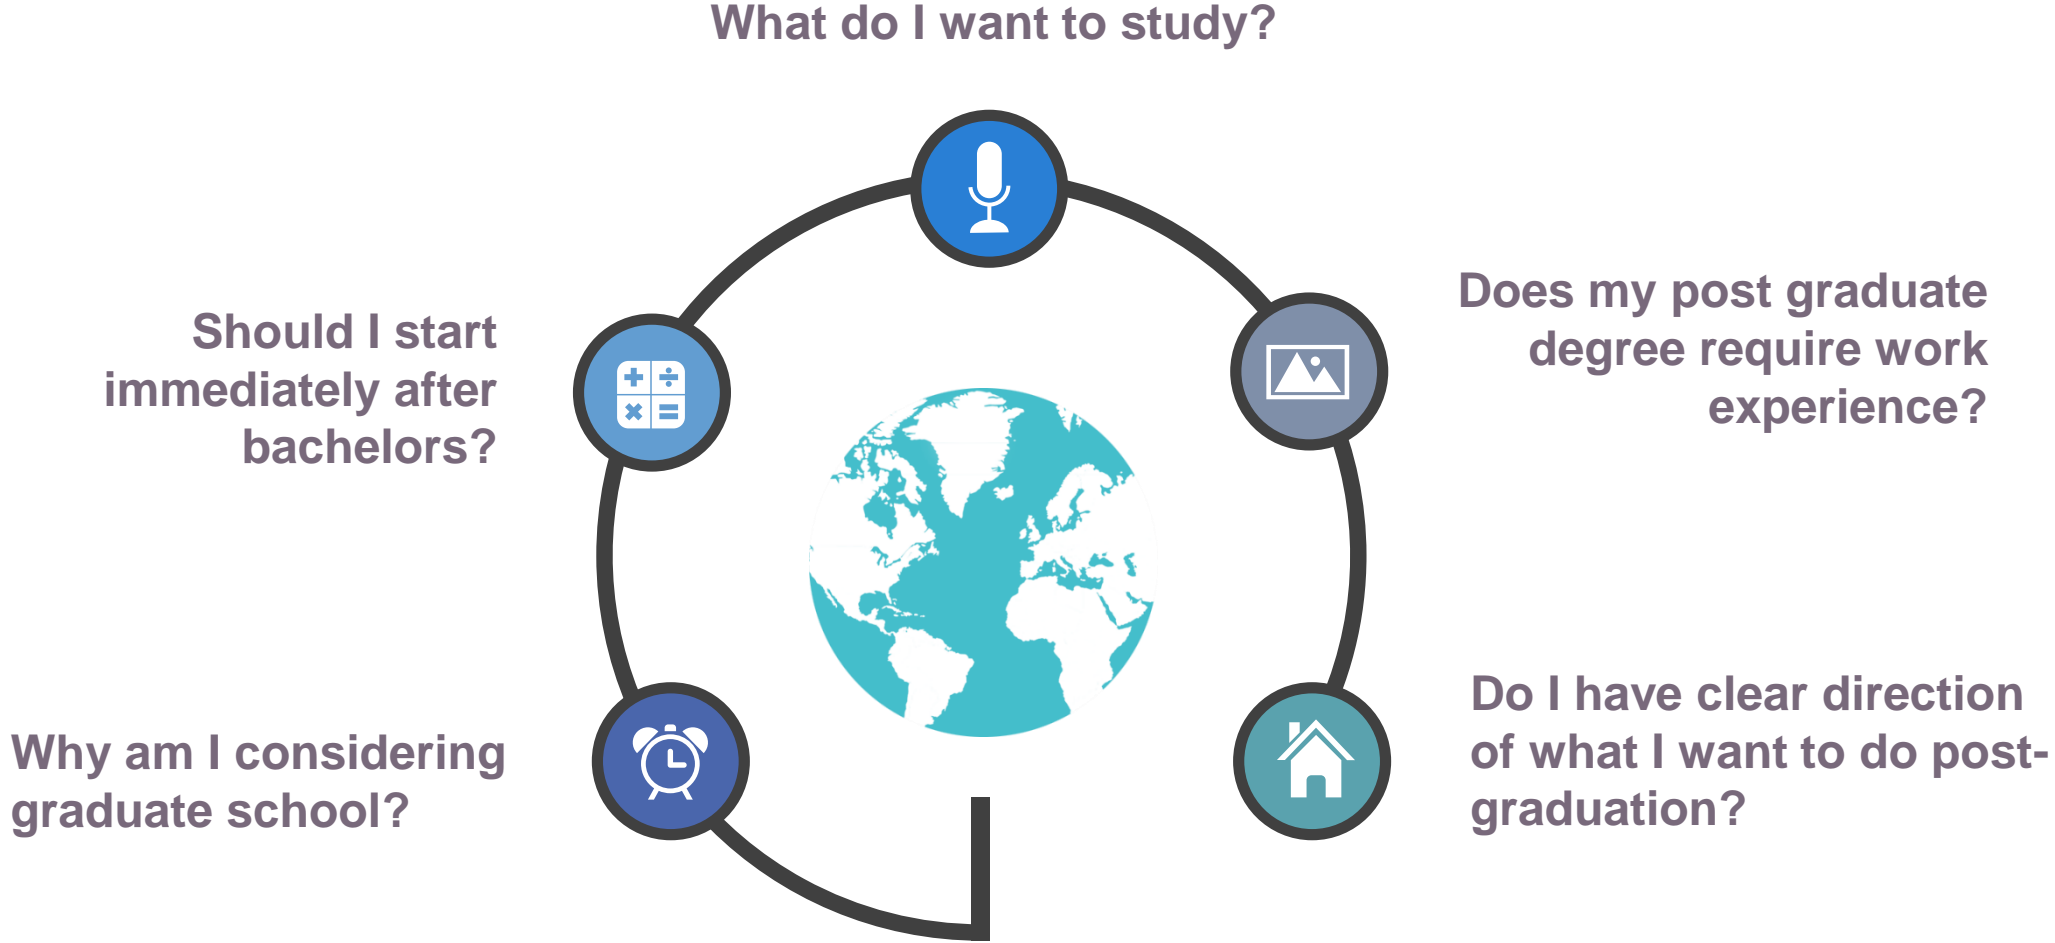 What do I want to study?
Should I start
immediately after
bachelors?
Does my post graduate
degree require work
experience?
Why am I considering
graduate school?
Do I have clear direction
of what I want to do post-
graduation?